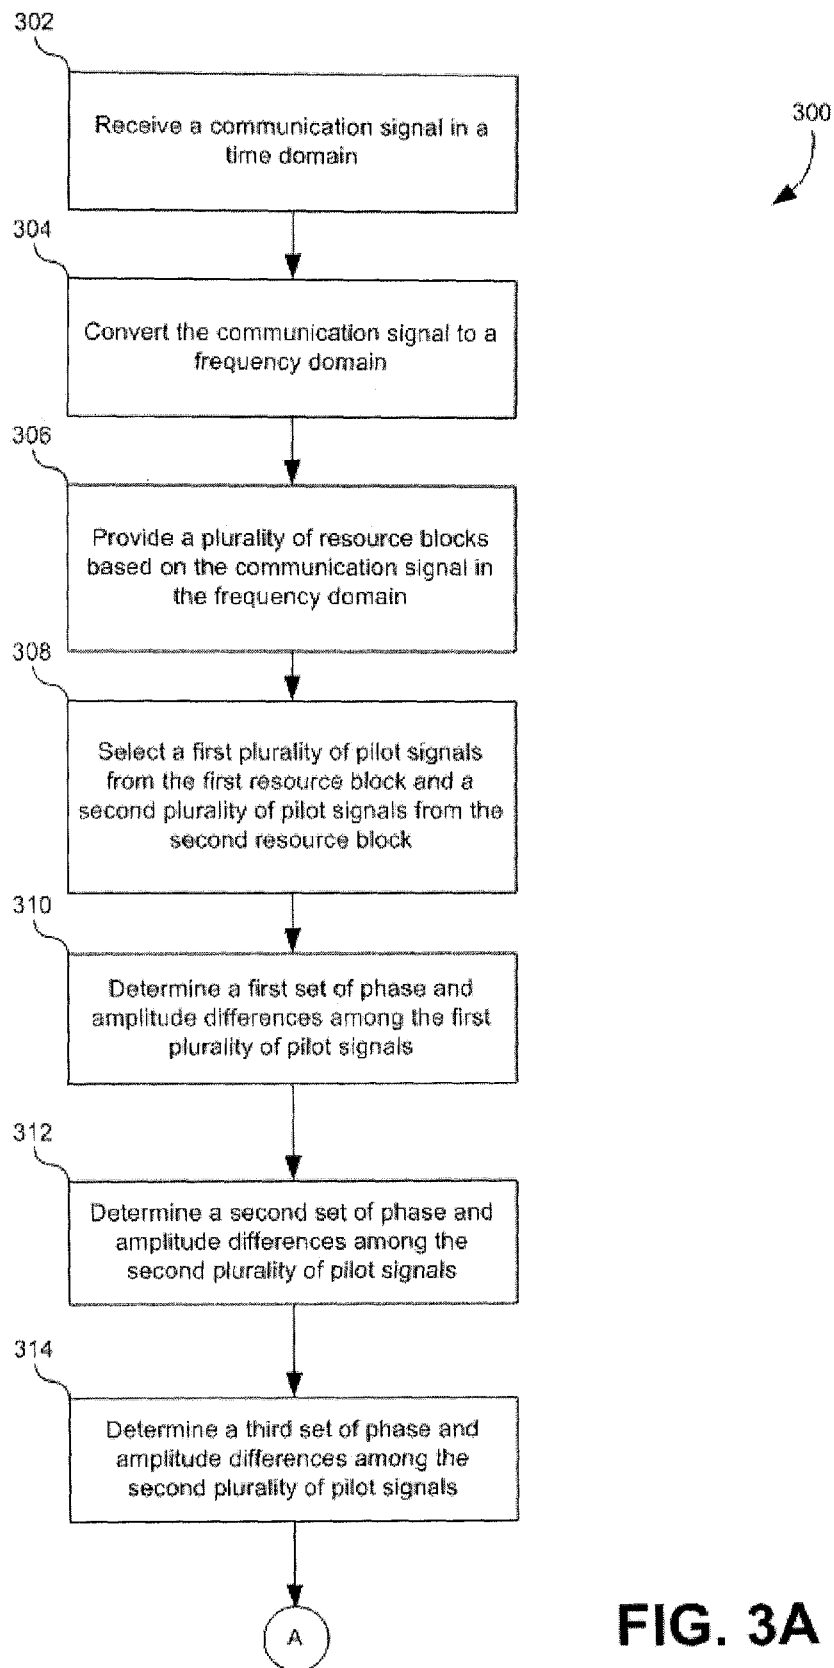 302
300
Receive a communication signal in a
time domain
304
Convert the communication signal to a
frequency domain
306
Provide a plurality of resource blocks
based on the communication signal in
the frequency domain
308
Select a first plurality of pilot signals
from the first resource block and a
second plurality of pilot signals from the
second resource block
310
Determine a first set of phase and
amplitude differences among the first
plurality of pilot signals
312
Determine a second set of phase and
amplitude differences among the
second plurality of pilot signals
314
Determine a third set of phase and
amplitude differences among the
second plurality of pilot signals
A
FIG. 3A